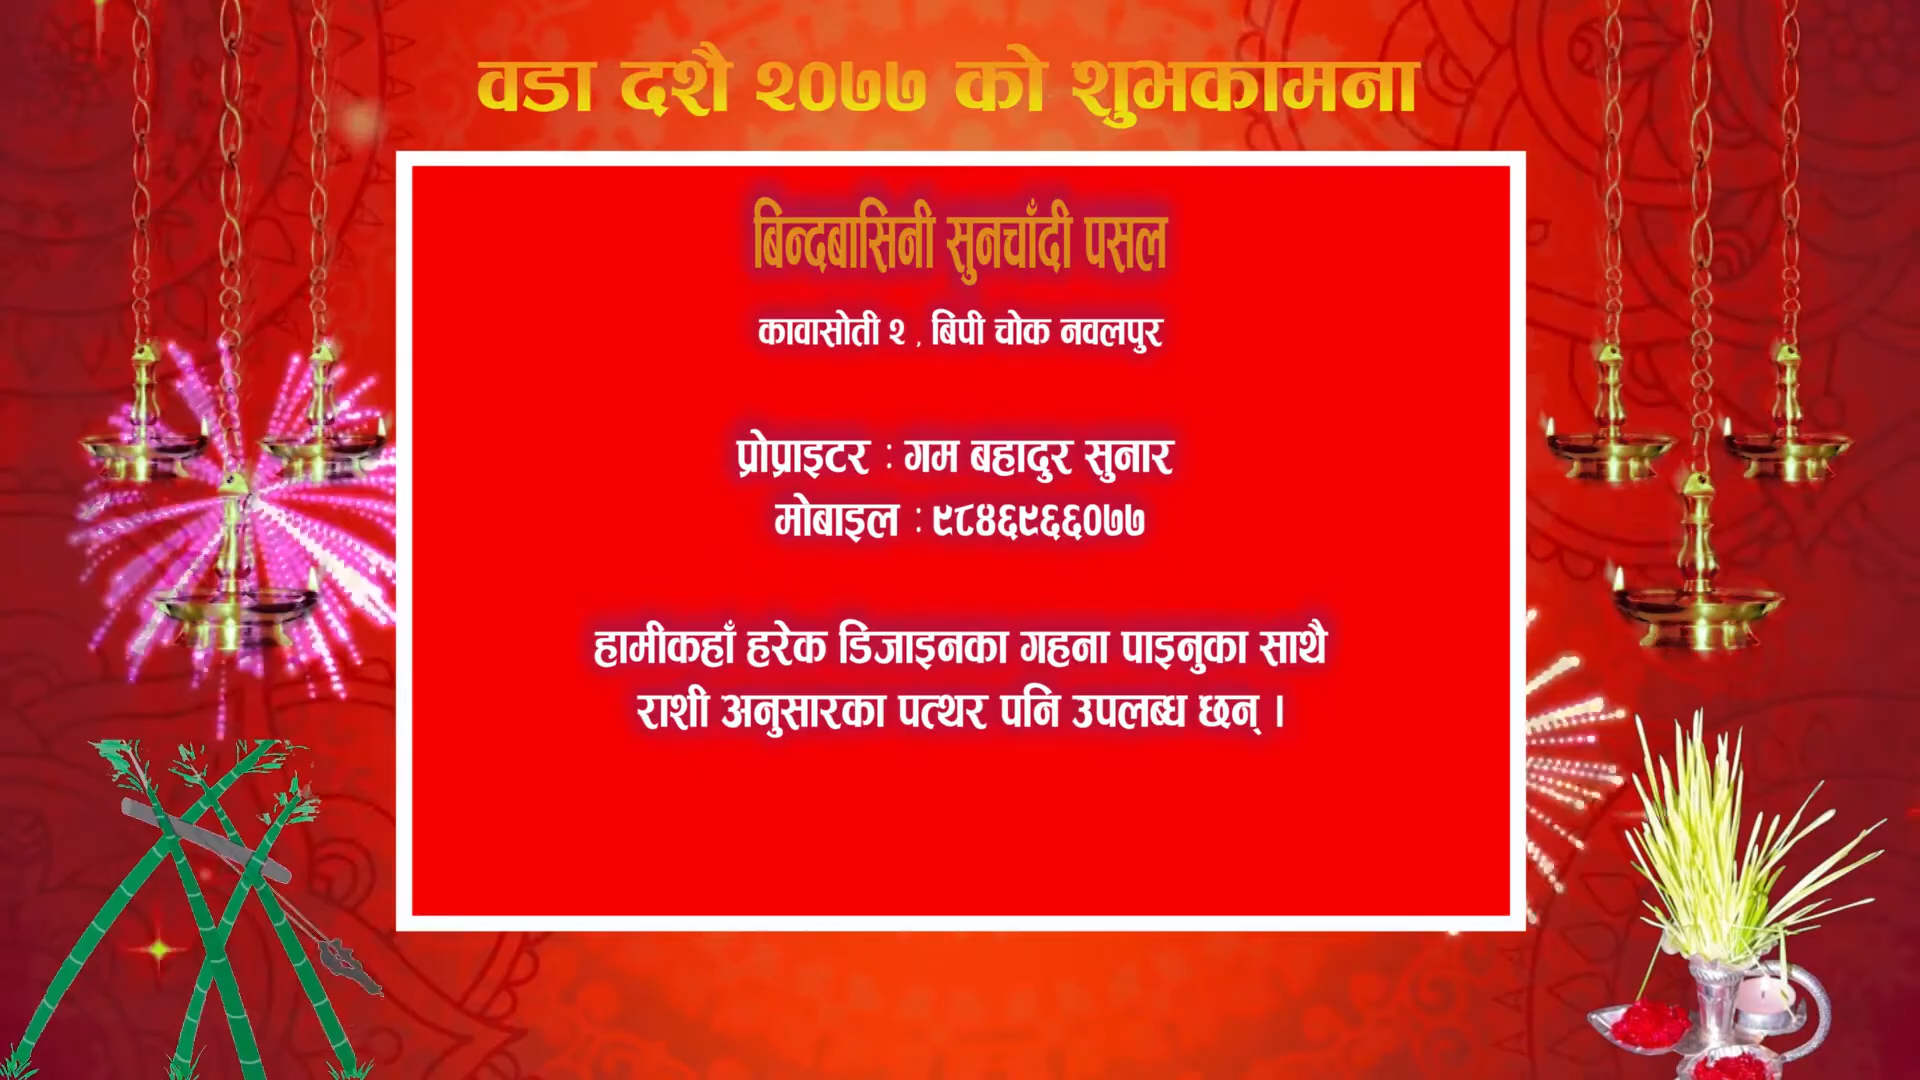 वडा दशै २०७७ को शुभकामना
बिन्दबासिनी सुनचाँदी पसल
कावासोती २ , बिपी चोक नवलपुर
प्रोप्राइटर : गम बहादुर सुनार
मोबाइल : ९८४६९६६०७७
हामीकहाँ हरेक डिजाइनका गहना पाइनुका साथै
राशी अनुसारका पत्थर पनि उपलब्ध छन् ।